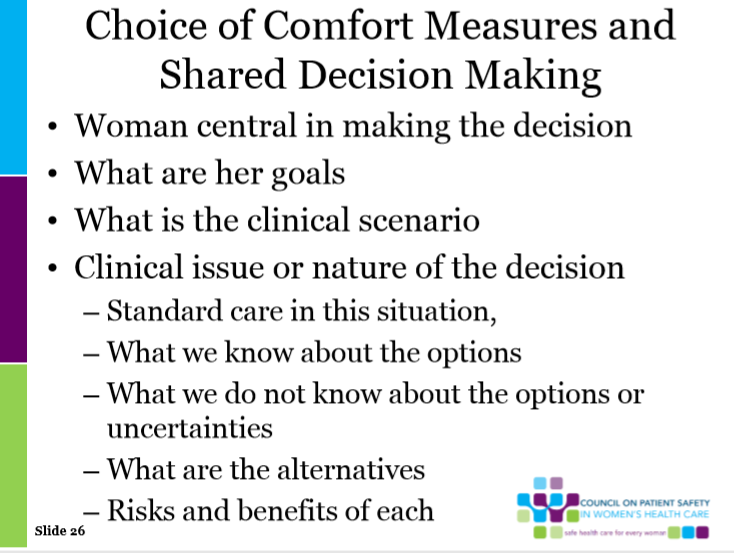 Choice of Comfort Measures and
Shared Decision Making
• Woman central in making the decision
• What are her goals
• What is the clinical scenario
• Clinical issue or nature of the decision
– Standard care in this situation,
– What we know about the options
– What we do not know about the options or
uncertainties
– What are the alternatives
– Risks and benefits of each
Slide 26
COUNCIL ON PATIENT SAFETY
IN WOMEN'S HEALTH CARE
safe health care for every woman